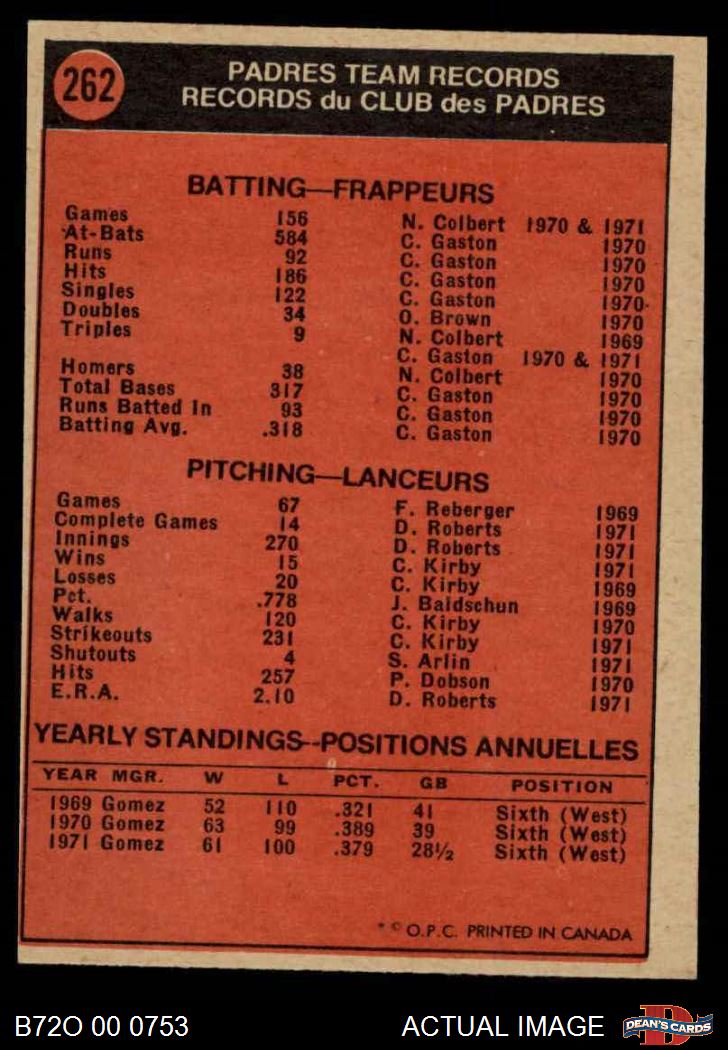 262
PADRES TEAM RECORDS
RECORDS du CLUB des PADRES
BATTING—FRAPPEURS
Games 156 N. Colbert 1970 & 1971
At-Bats 584 C. Gaston 1970
Runs 92 C. Gaston 1970
Hits 186 C. Gaston 1970
Singles 122 C. Gaston 1970
Doubles 34 O. Brown 1970
Triples 9 N. Colbert 1969
C. Gaston 1970 & 1971
Homers 38 N. Colbert 1970
Total Bases 317 C. Gaston 1970
Runs Batted In 93 C. Gaston 1970
Batting Avg. .318 C. Gaston 1970
PITCHING—LANCEURS
Games 67 F. Reberger 1969
Complete Games 14 D. Roberts 1971
Innings 270 D. Roberts 1971
Wins 15 C. Kirby 1971
Losses 20 C. Kirby 1969
Pct. .778 J. Baldschun 1969
Walks 120 C. Kirby 1970
Strikeouts 231 C. Kirby 1971
Shutouts 4 S. Arlin 1971
Hits 257 P. Dobson 1970
E.R.A. 2.10 D. Roberts 1971
YEARLY STANDINGS--POSITIONS ANNUELLES
YEAR MGR. W L PCT. GB POSITION
1969 Gomez 52 110 .321 41 Sixth (West)
1970 Gomez 63 99 .389 39 Sixth (West)
1971 Gomez 61 100 .379 28½ Sixth (West)
* © O.P.C. PRINTED IN CANADA
B72O 00 0753 ACTUAL IMAGE
D
DEAN'S CARDS